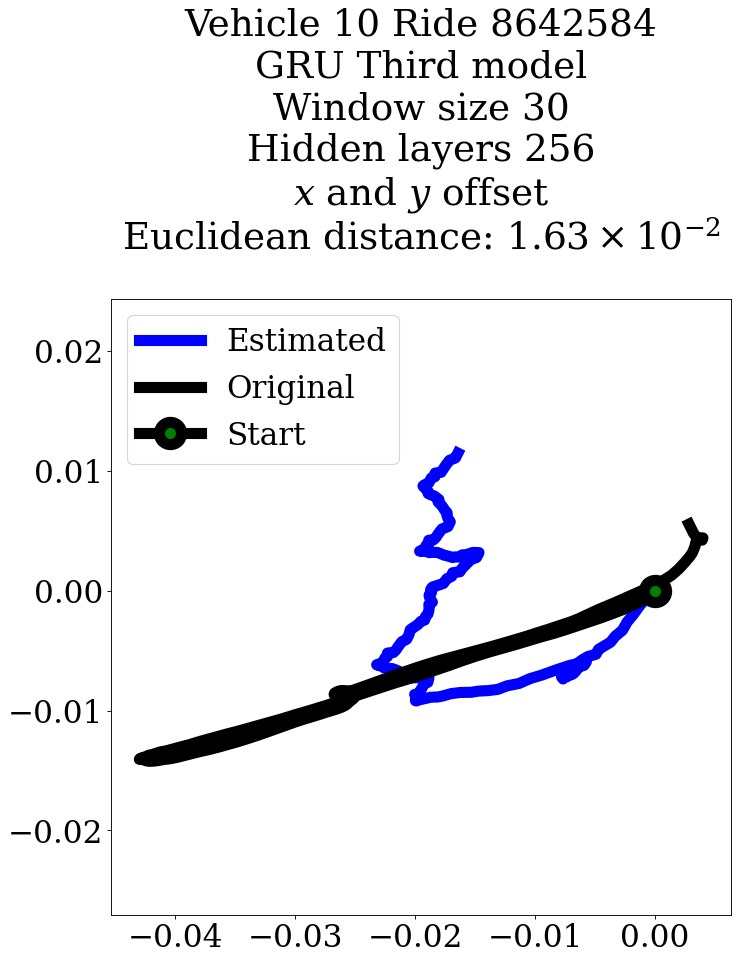 Vehicle 10 Ride 8642584
GRU Third model
Window size 30
Hidden layers 256
x and y offset
Euclidean distance: 1.63 × 10⁻²
Estimated
Original
Start
0.02
0.01
0.00
−0.01
−0.02
−0.04 −0.03 −0.02 −0.01 0.00